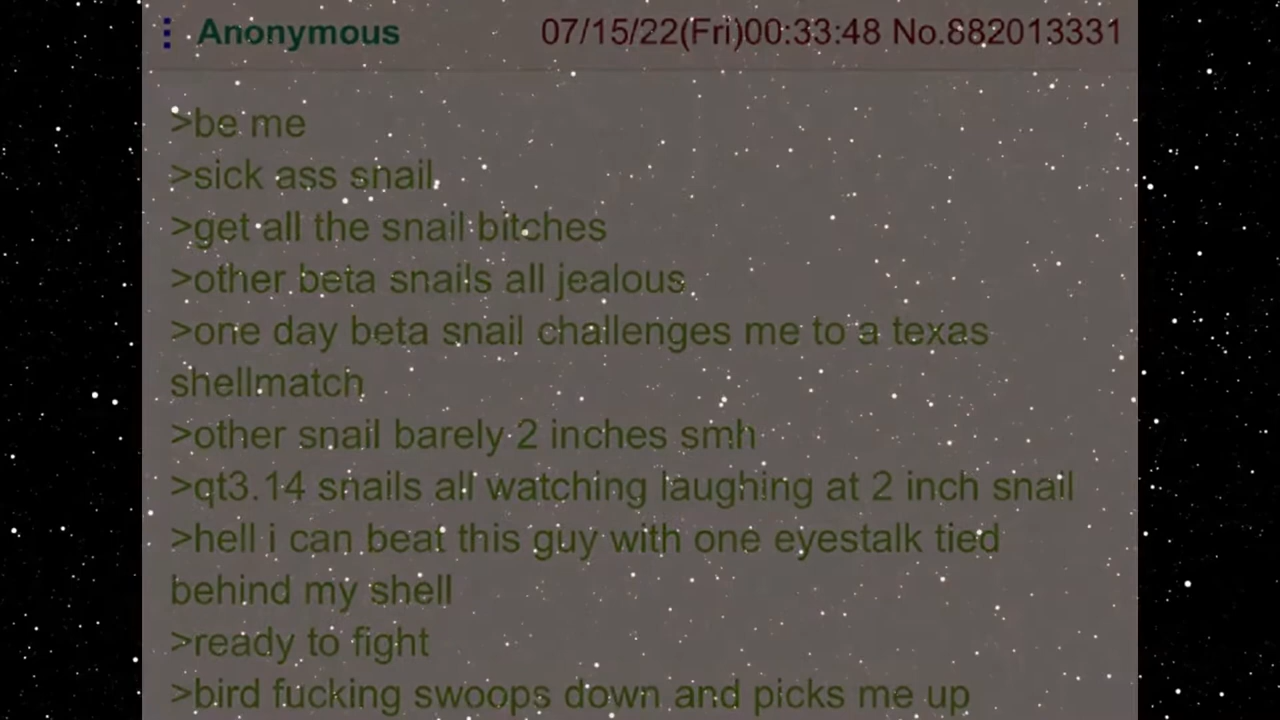 Anonymous 07/15/22(Fri)00:33:48 No.882013331
>be me
>sick ass snail
>get all the snail bitches
>other beta snails all jealous
>one day beta snail challenges me to a texas
shellmatch
>other snail barely 2 inches smh
>qt3.14 snails all watching laughing at 2 inch snail
>hell i can beat this guy with one eyestalk tied
behind my shell
>ready to fight
>bird fucking swoops down and picks me up